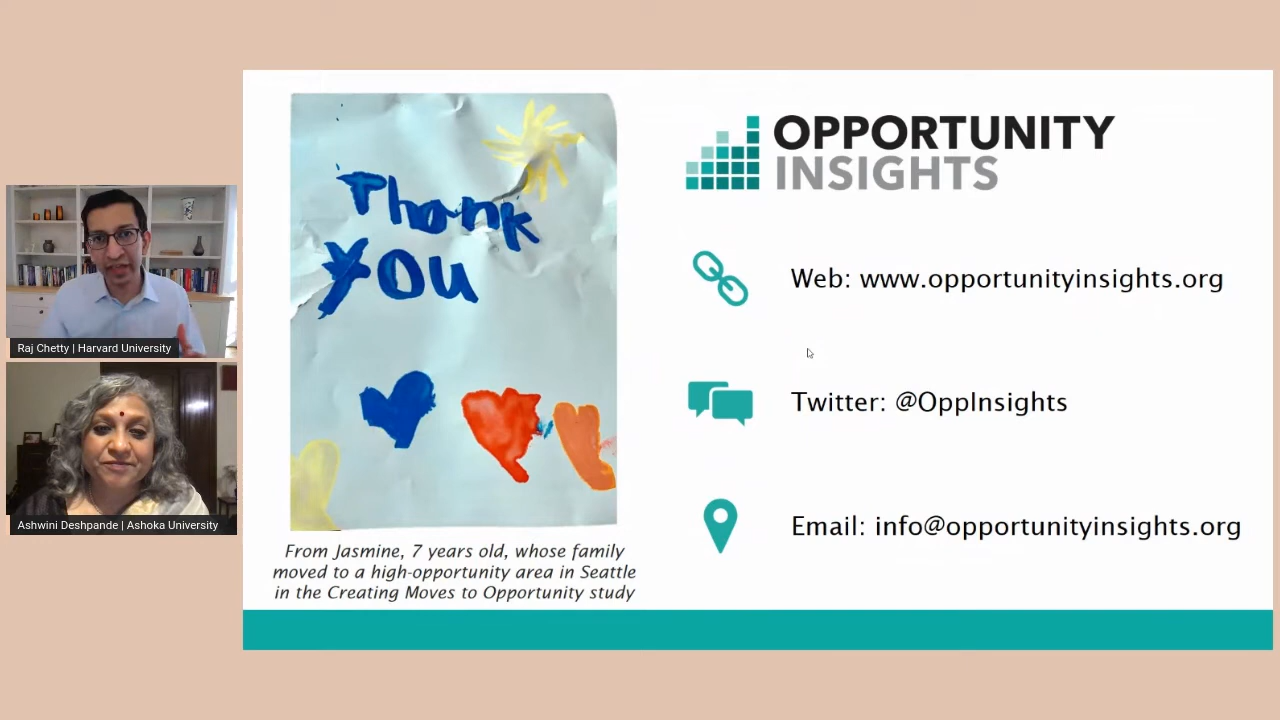 Raj Chetty | Harvard University
Ashwini Deshpande | Ashoka University
Thank
You
From Jasmine, 7 years old, whose family
moved to a high-opportunity area in Seattle
in the Creating Moves to Opportunity study
OPPORTUNITY
INSIGHTS
Web: www.opportunityinsights.org
Twitter: @OppInsights
Email: info@opportunityinsights.org